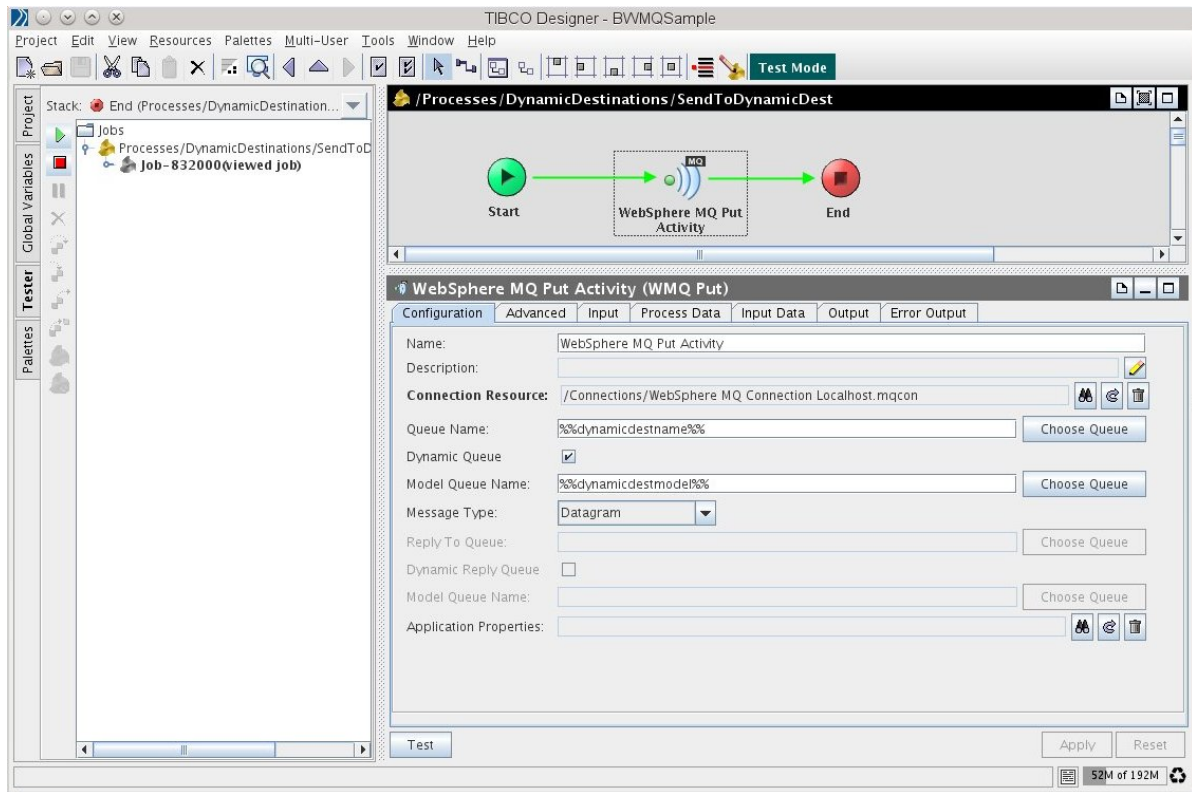 TIBCO Designer - BWMQSample
Project Edit View Resources Palettes Multi-User Tools Window Help
Test Mode
Project
Global Variables
Tester
Palettes
Stack: End (Processes/DynamicDestination...
Jobs
Processes/DynamicDestinations/SendToD
Job-832000(viewed job)
/Processes/DynamicDestinations/SendToDynamicDest
MQ
Start
WebSphere MQ Put
Activity
End
WebSphere MQ Put Activity (WMQ Put)
Configuration Advanced Input Process Data Input Data Output Error Output
Name: WebSphere MQ Put Activity
Description:
Connection Resource: /Connections/WebSphere MQ Connection Localhost.mqcon
Queue Name: %%dynamicdestname%% Choose Queue
Dynamic Queue
Model Queue Name: %%dynamicdestmodel%% Choose Queue
Message Type: Datagram
Reply To Queue: Choose Queue
Dynamic Reply Queue
Model Queue Name: Choose Queue
Application Properties:
Test Apply Reset
52M of 192M